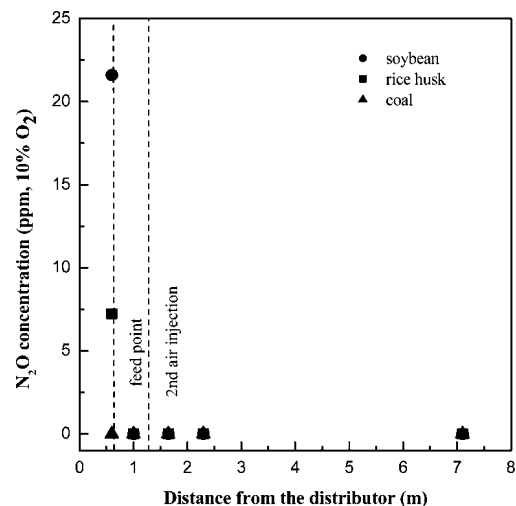 25
20
15
10
5
0
N₂O concentration (ppm, 10% O₂)
soybean
rice husk
coal
feed point
2nd air injection
0 1 2 3 4 5 6 7 8
Distance from the distributor (m)